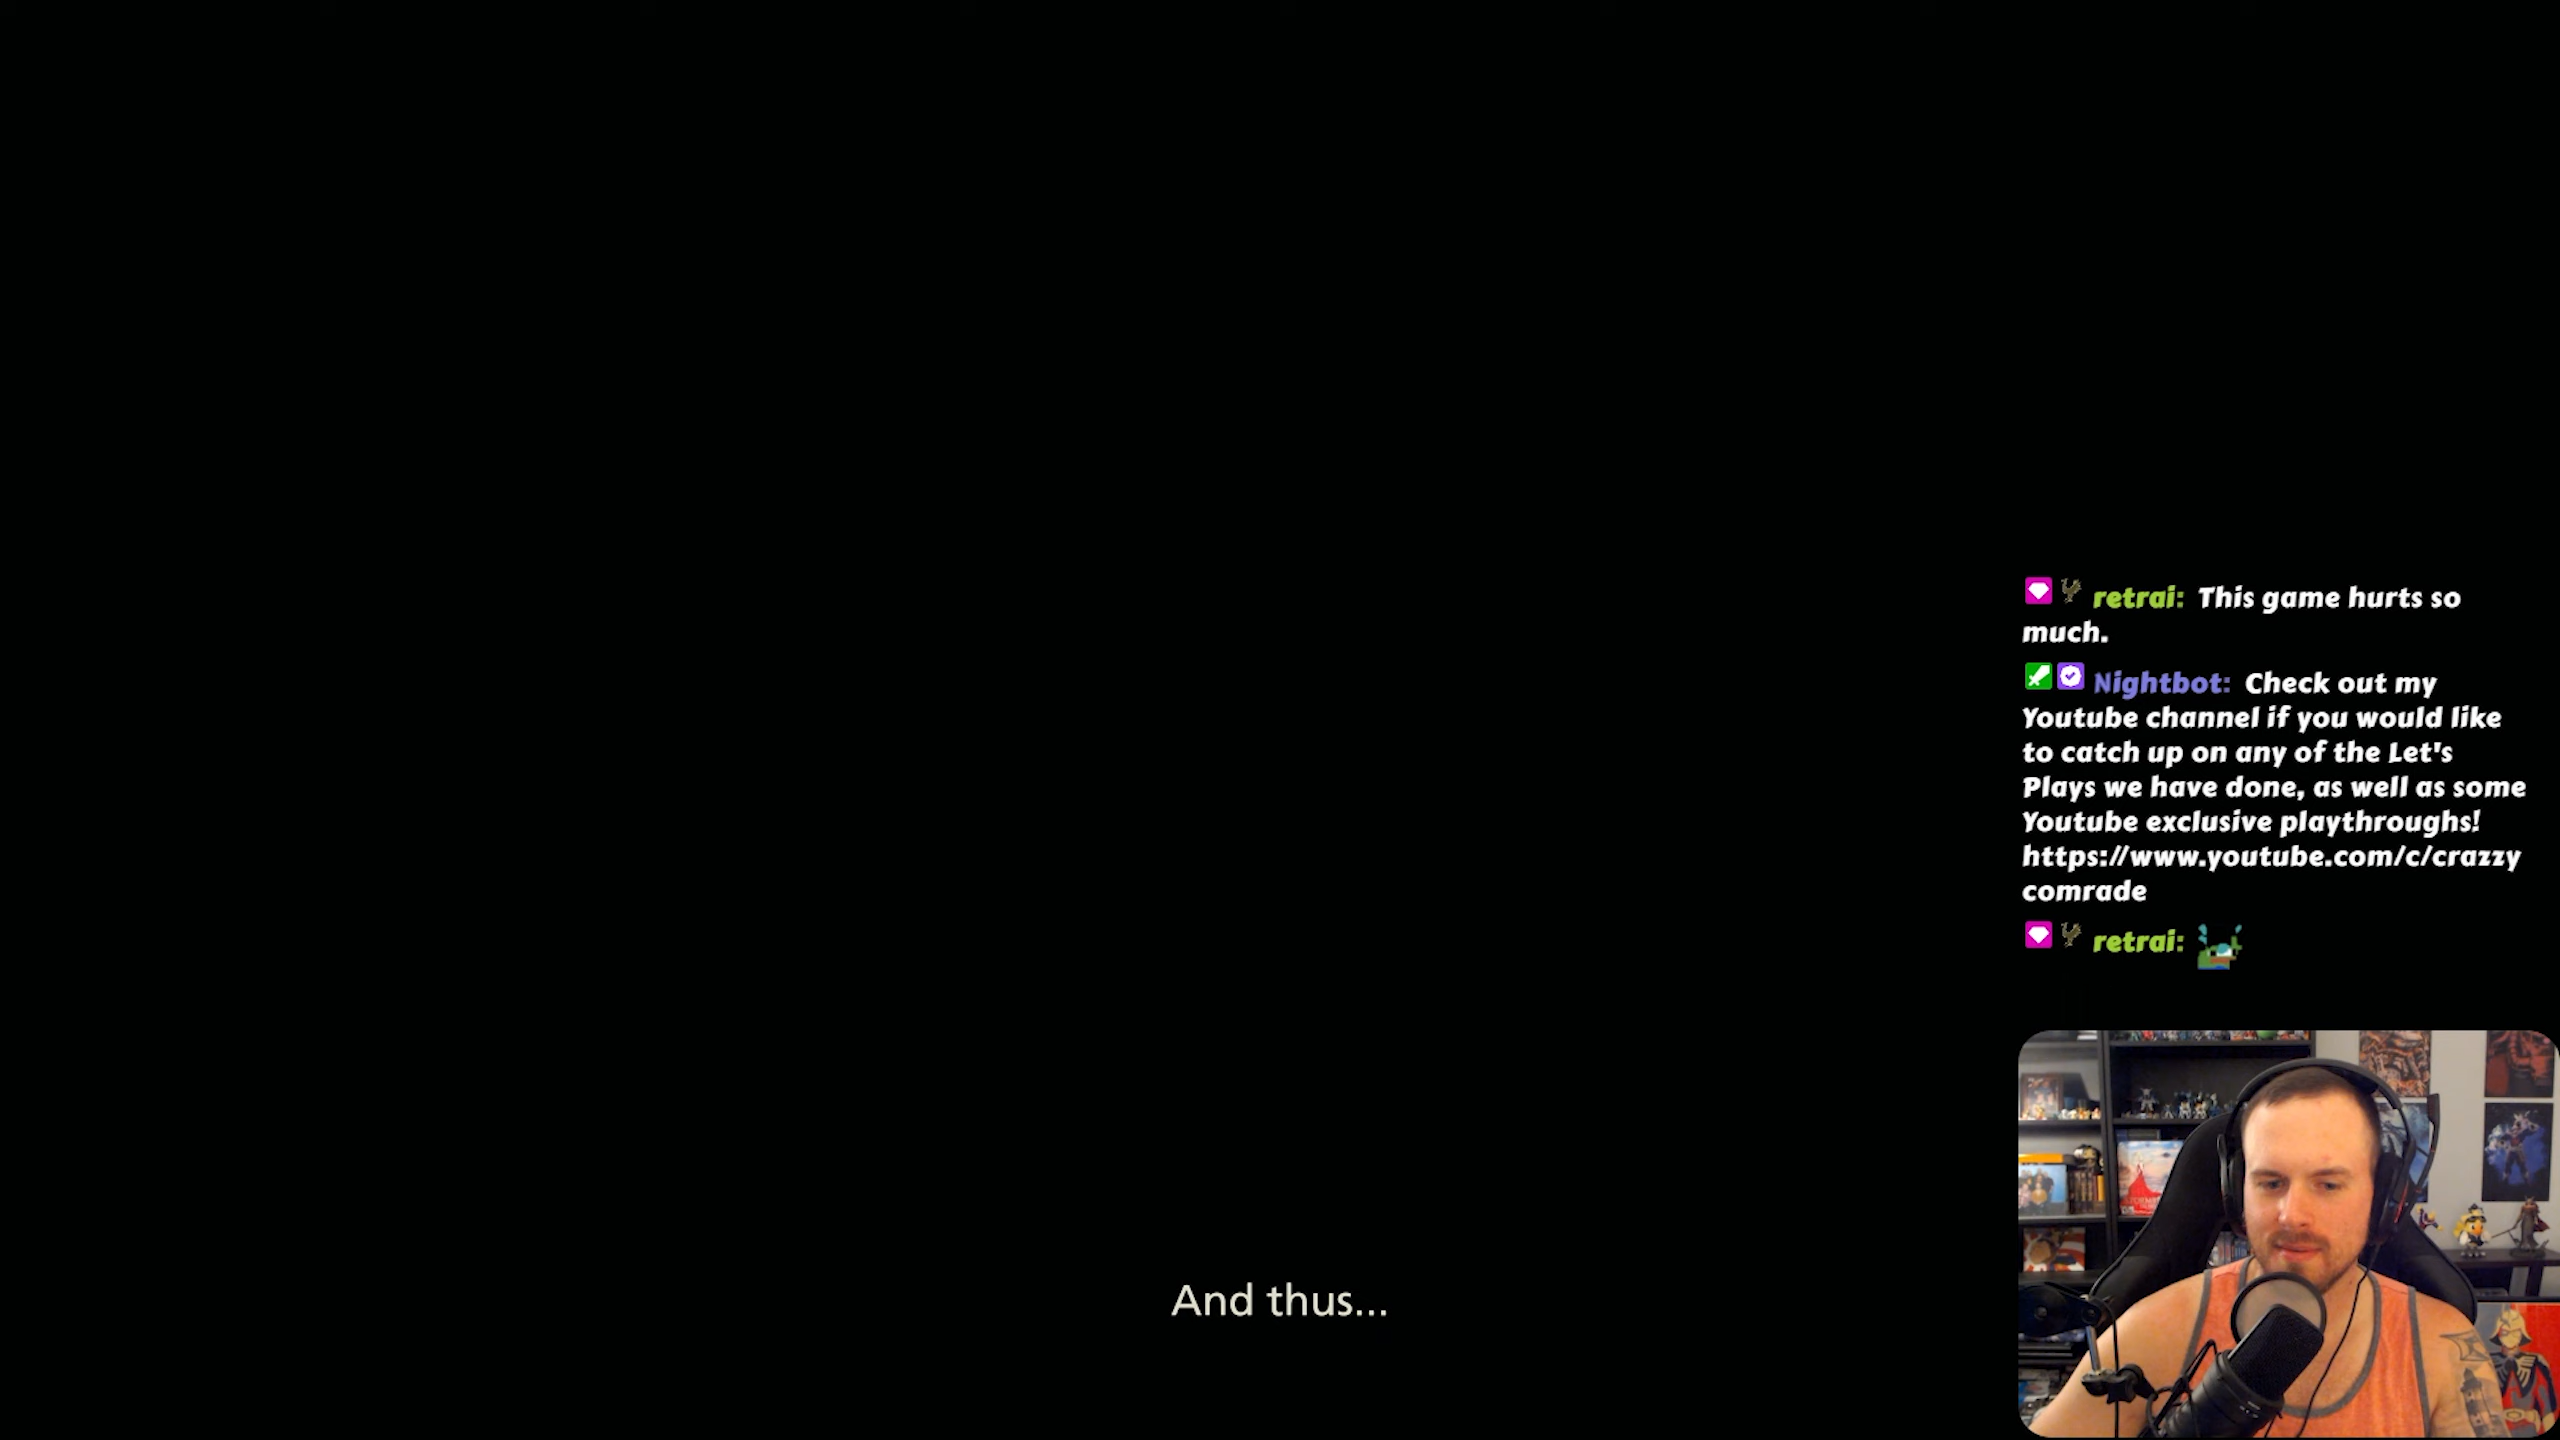 retrai: This game hurts so
much.
Nightbot: Check out my
Youtube channel if you would like
to catch up on any of the Let's
Plays we have done, as well as some
Youtube exclusive playthroughs!
https://www.youtube.com/c/crazzy
comrade
retrai:
And thus...